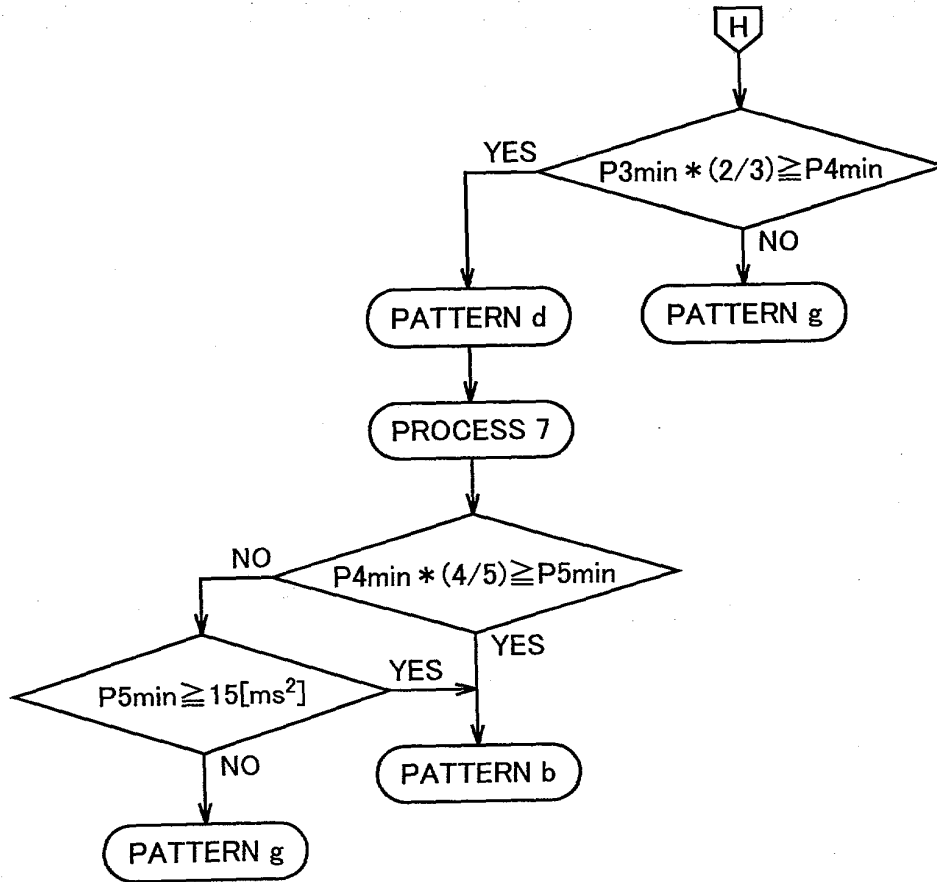 H
YES
P3min*(2/3)≧P4min
NO
PATTERN d
PATTERN g
PROCESS 7
NO
P4min*(4/5)≧P5min
YES
YES
P5min≧15[ms²]
NO
PATTERN b
PATTERN g